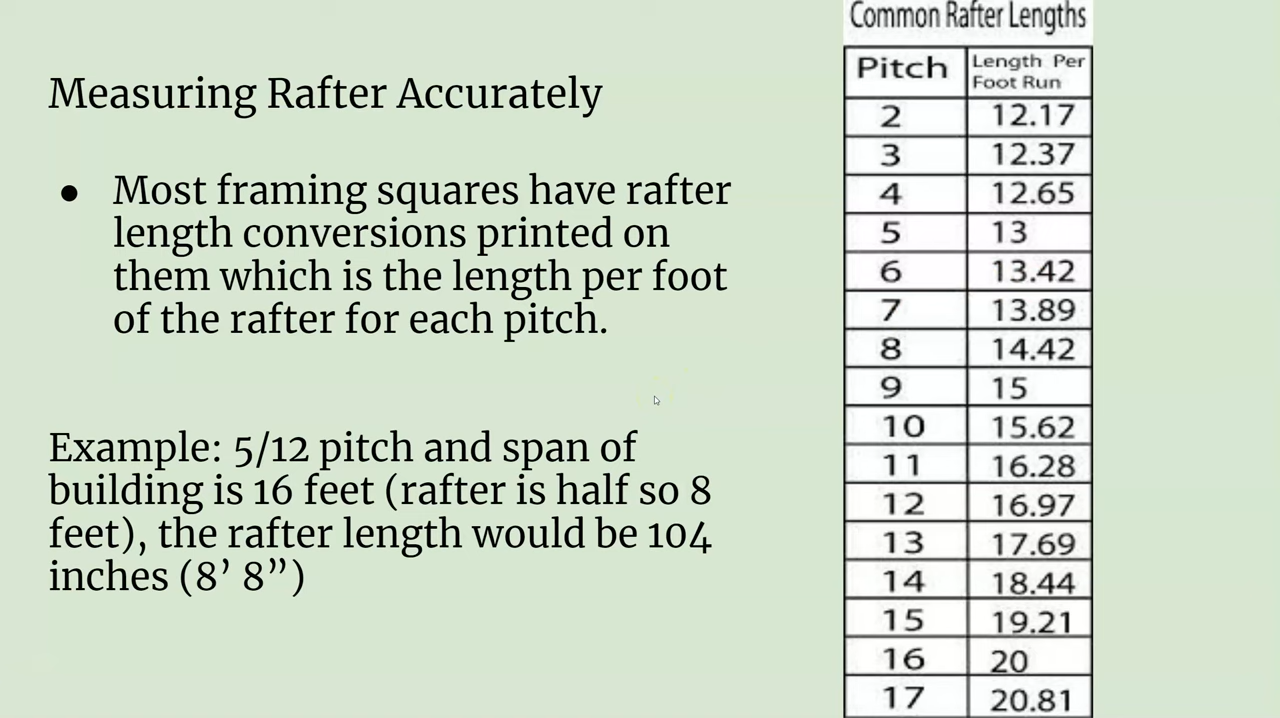 Measuring Rafter Accurately
● Most framing squares have rafter
length conversions printed on
them which is the length per foot
of the rafter for each pitch.
Example: 5/12 pitch and span of
building is 16 feet (rafter is half so 8
feet), the rafter length would be 104
inches (8’ 8”)
Common Rafter Lengths
Pitch Length Per Foot Run
2 12.17
3 12.37
4 12.65
5 13
6 13.42
7 13.89
8 14.42
9 15
10 15.62
11 16.28
12 16.97
13 17.69
14 18.44
15 19.21
16 20
17 20.81